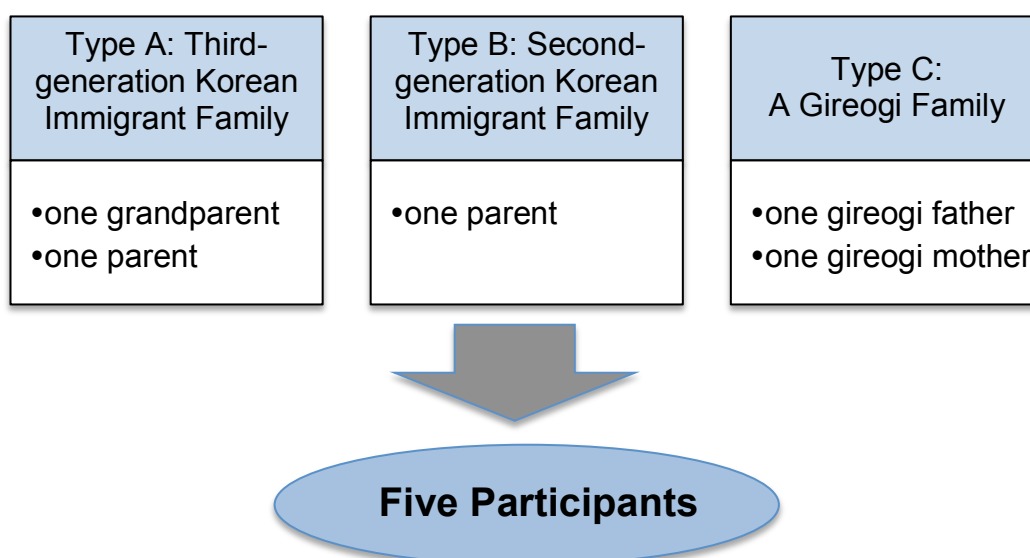 Type A: Third-
generation Korean
Immigrant Family
•one grandparent
•one parent
Type B: Second-
generation Korean
Immigrant Family
•one parent
Type C:
A Gireogi Family
•one gireogi father
•one gireogi mother
Five Participants